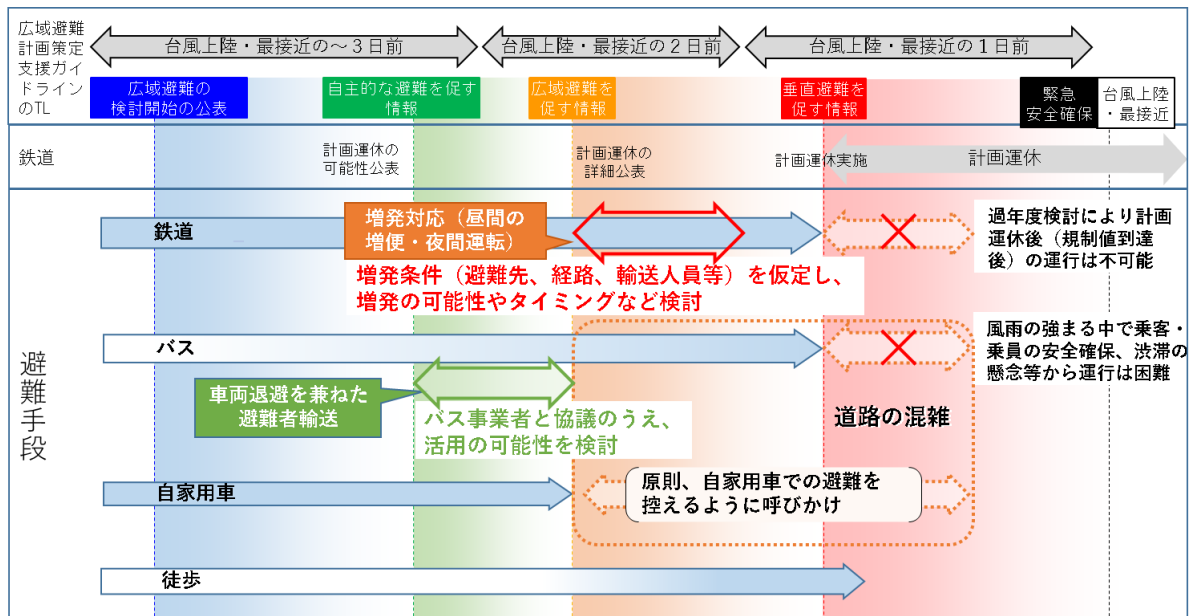 広域避難
計画策定
支援ガイ
ドライン
のTL
台風上陸・最接近の～３日前
台風上陸・最接近の２日前
台風上陸・最接近の１日前
広域避難の
検討開始の公表
自主的な避難を促す
情報
広域避難を
促す情報
垂直避難を
促す情報
緊急
安全確保
台風上陸
・最接近
鉄道
計画運休の
可能性公表
計画運休の
詳細公表
計画運休実施
計画運休
避難手段
鉄道
増発対応（昼間の
増便・夜間運転）
増発条件（避難先、経路、輸送人員等）を仮定し、
増発の可能性やタイミングなど検討
過年度検討により計画
運休後（規制値到達
後）の運行は不可能
バス
車両退避を兼ねた
避難者輸送
バス事業者と協議のうえ、
活用の可能性を検討
風雨の強まる中で乗客・
乗員の安全確保、渋滞の
懸念等から運行は困難
道路の混雑
自家用車
原則、自家用車での避難を
控えるように呼びかけ
徒歩